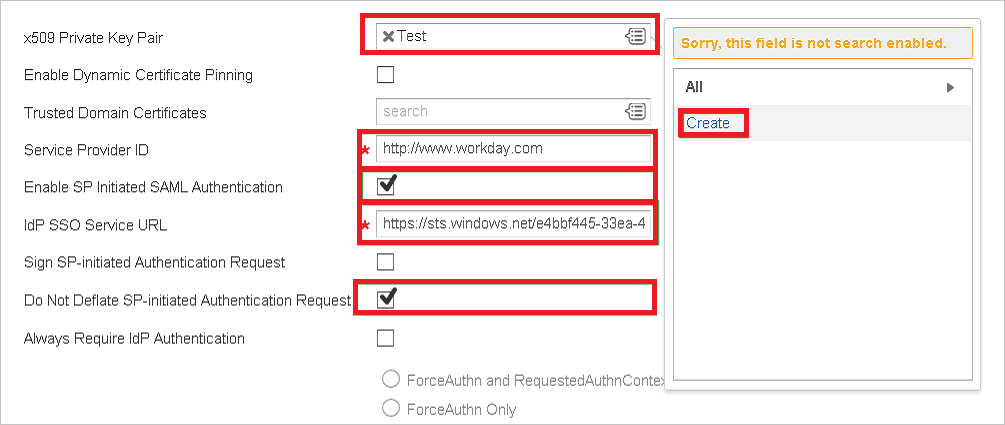 x509 Private Key Pair
Test
Sorry, this field is not search enabled.
Enable Dynamic Certificate Pinning
All
Trusted Domain Certificates
search
Create
Service Provider ID
* http://www.workday.com
Enable SP Initiated SAML Authentication
IdP SSO Service URL
* https://sts.windows.net/e4bbf445-33ea-4
Sign SP-initiated Authentication Request
Do Not Deflate SP-initiated Authentication Request
Always Require IdP Authentication
ForceAuthn and RequestedAuthnContex
ForceAuthn Only